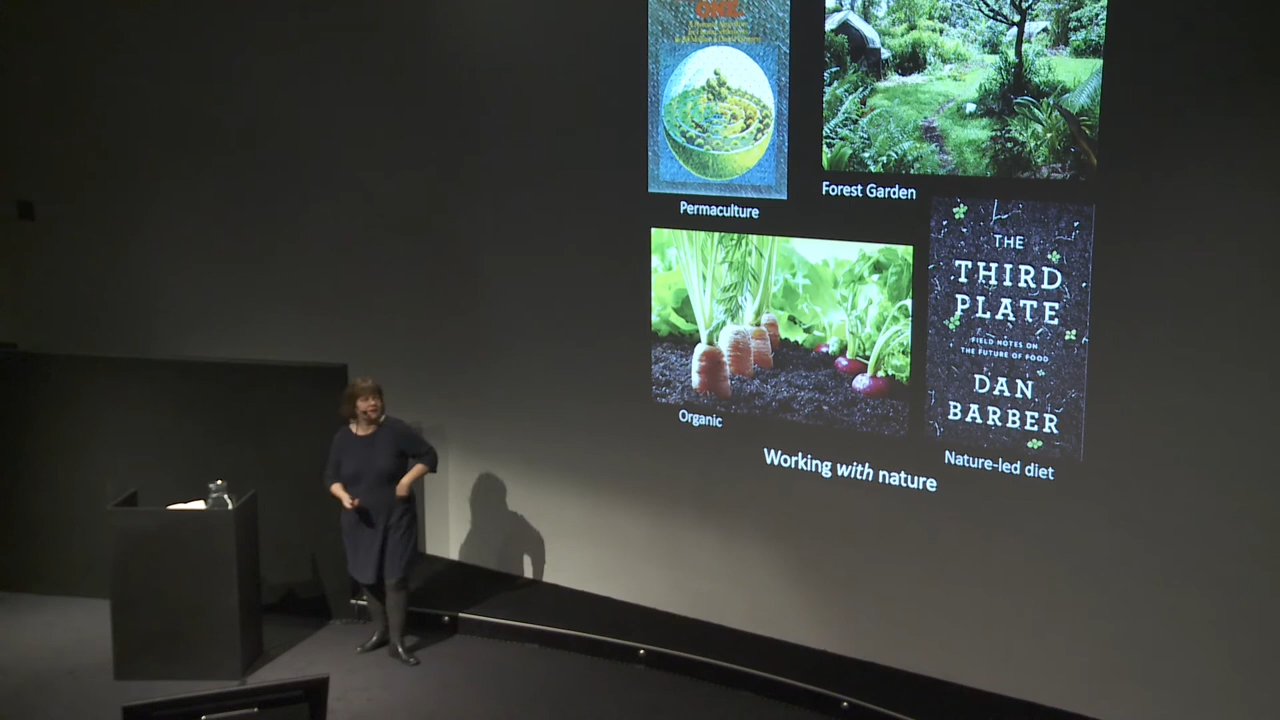 ONE
Permaculture
Forest Garden
THE
THIRD
PLATE
FIELD NOTES ON
THE FUTURE OF FOOD
DAN
BARBER
Organic
Nature-led diet
Working with nature